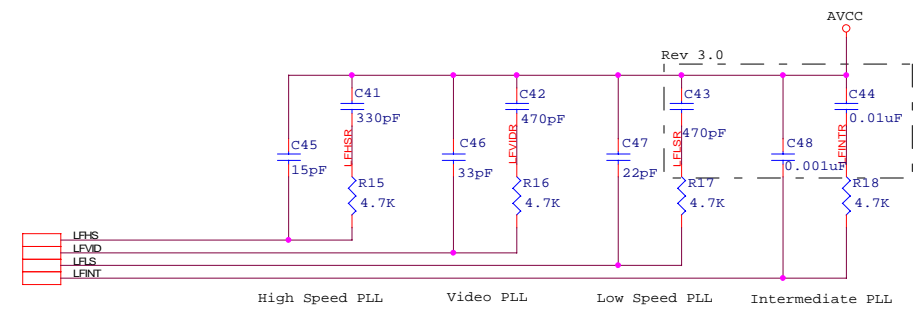 AVCC
Rev 3.0
C41
330pF
C42
470pF
C43
470pF
C44
0.01uF
LFHSR
LFVIDR
LFLSR
LFINTR
C45
15pF
C46
33pF
C47
22pF
C48
0.001uF
R15
4.7K
R16
4.7K
R17
4.7K
R18
4.7K
LFHS
LFVID
LFLS
LFINT
High Speed PLL
Video PLL
Low Speed PLL
Intermediate PLL